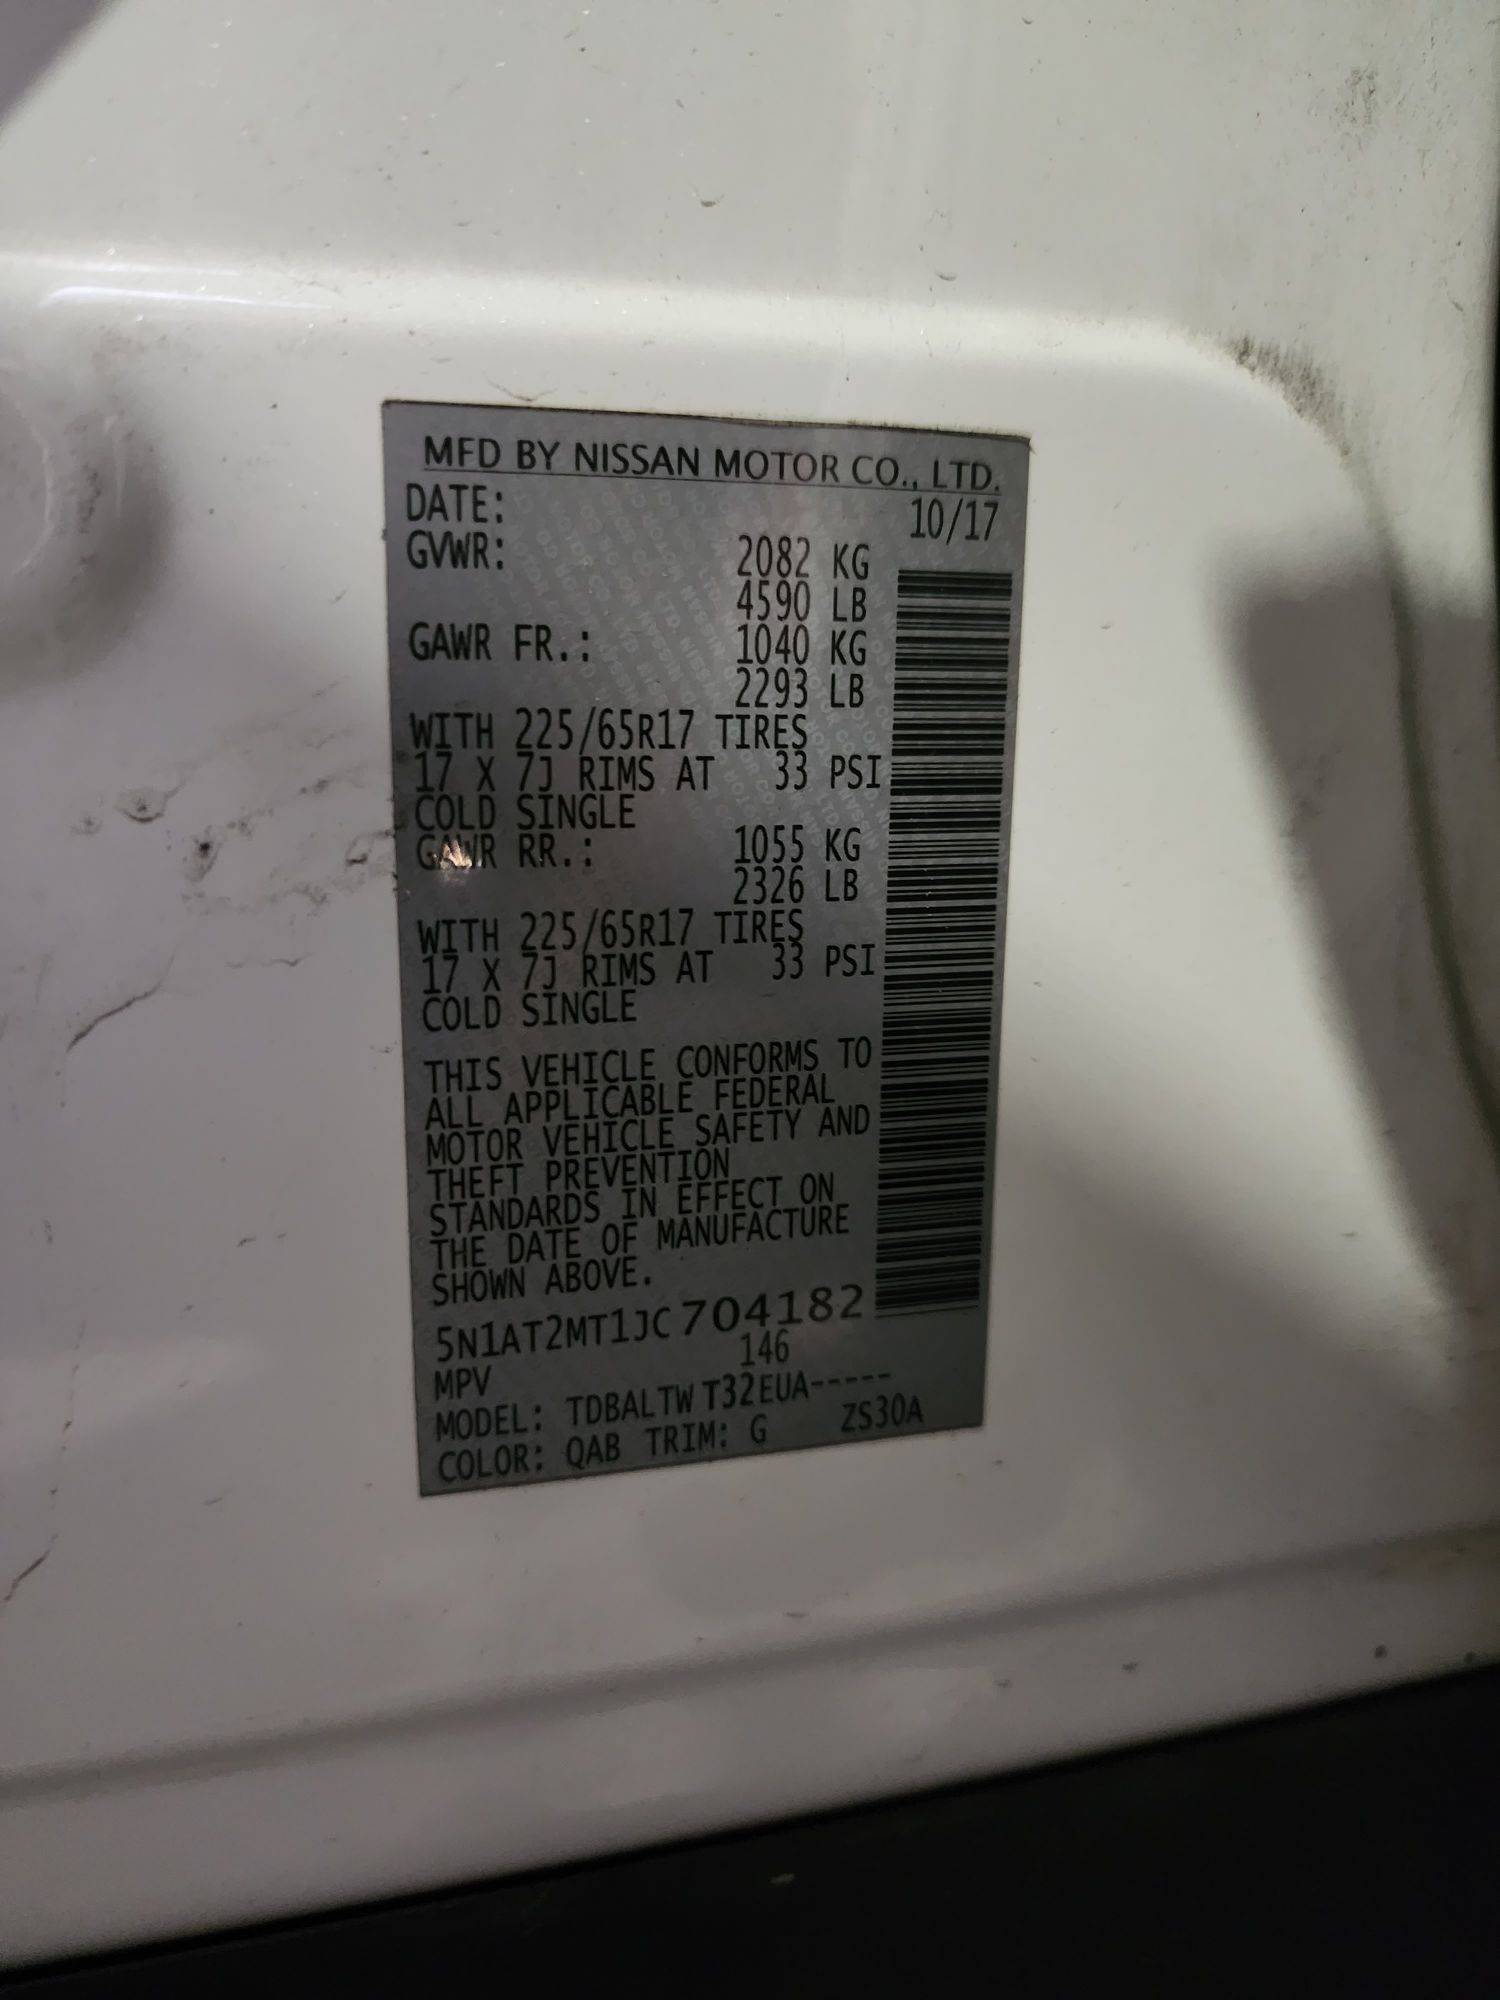 MFD BY NISSAN MOTOR CO., LTD.
DATE: 10/17
GVWR: 2082 KG
4590 LB
GAWR FR.: 1040 KG
2293 LB
WITH 225/65R17 TIRES
17 X 7J RIMS AT 33 PSI
COLD SINGLE
GAWR RR.: 1055 KG
2326 LB
WITH 225/65R17 TIRES
17 X 7J RIMS AT 33 PSI
COLD SINGLE
THIS VEHICLE CONFORMS TO
ALL APPLICABLE FEDERAL
MOTOR VEHICLE SAFETY AND
THEFT PREVENTION
STANDARDS IN EFFECT ON
THE DATE OF MANUFACTURE
SHOWN ABOVE.
5N1AT2MT1JC704182
MPV 146
MODEL: TDBALTW T32EUA-----
COLOR: QAB TRIM: G ZS30A